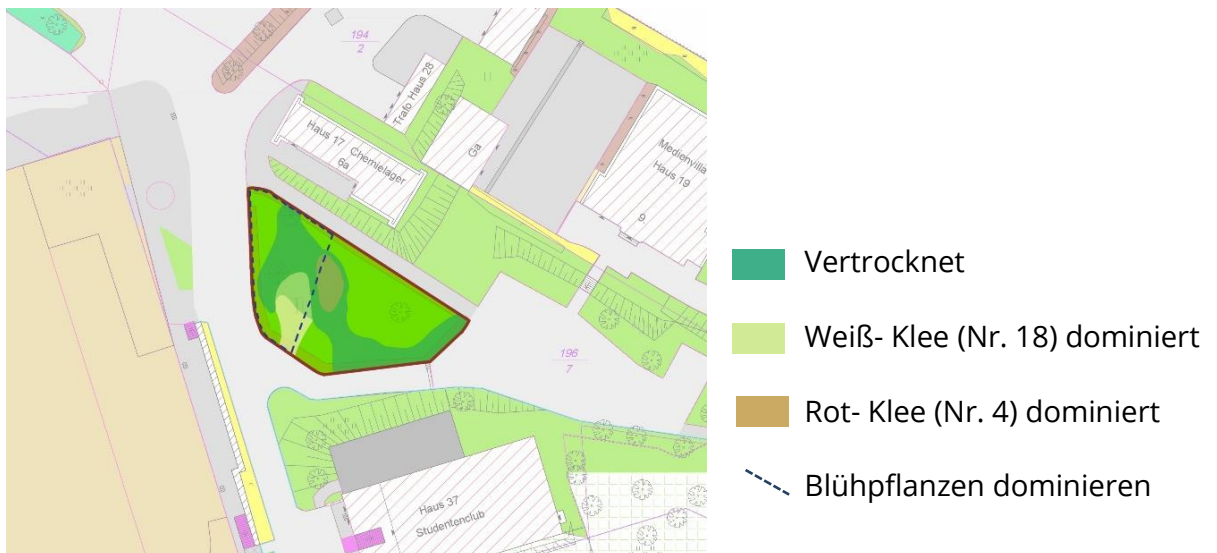 194
2
Trafo Haus 28
Haus 17 Chemielager
6a
Ga
Medienvilla
Haus 19
9
196
7
Haus 37
Studentenclub
Vertrocknet
Weiß- Klee (Nr. 18) dominiert
Rot- Klee (Nr. 4) dominiert
Blühpflanzen dominieren